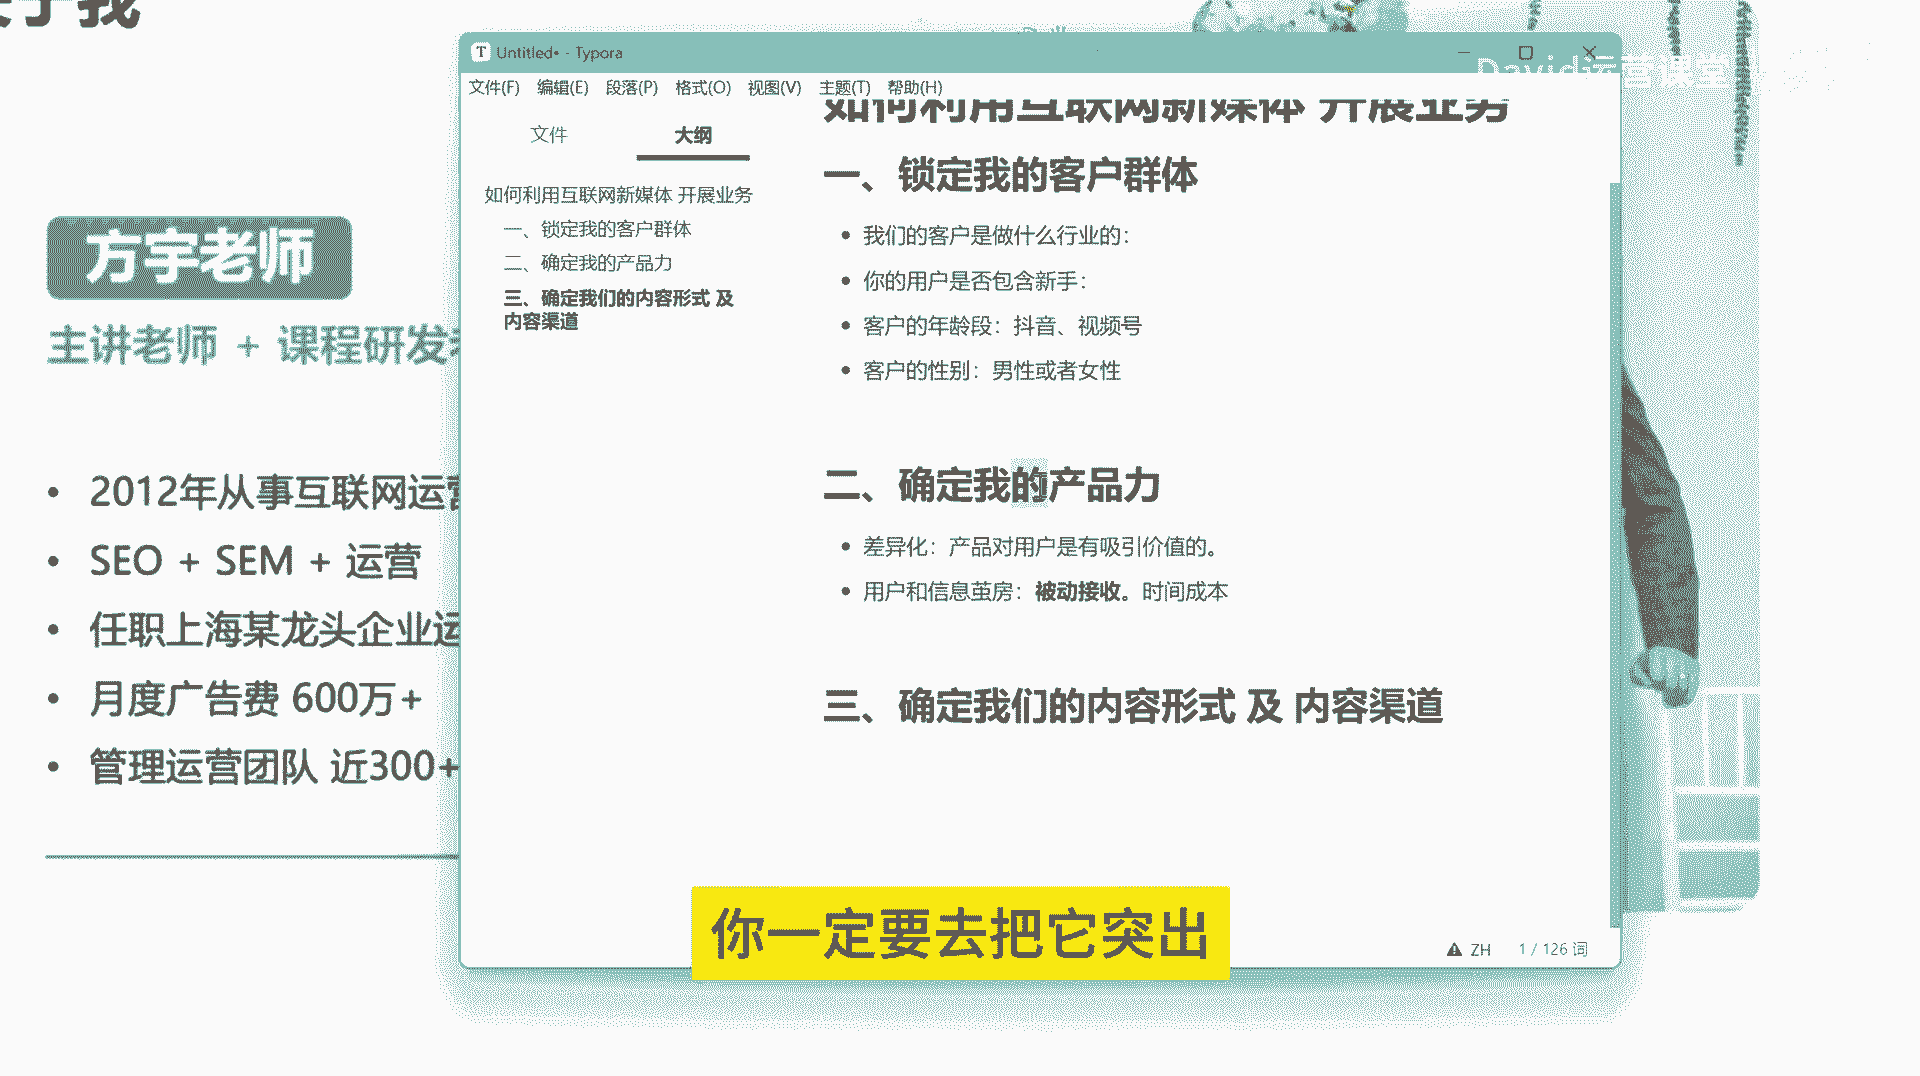 于我
David运营课堂
方宇老师
主讲老师 + 课程研发
2012年从事互联网运营
SEO + SEM + 运营
任职上海某龙头企业运
月度广告费 600万+
管理运营团队 近300+
Untitled• - Typora
文件(F) 编辑(E) 段落(P) 格式(O) 视图(V) 主题(T) 帮助(H)
文件 大纲
如何利用互联网新媒体 开展业务
一、锁定我的客户群体
二、确定我的产品力
三、确定我们的内容形式 及
内容渠道
如何利用互联网新媒体 开展业务
一、锁定我的客户群体
我们的客户是做什么行业的：
你的用户是否包含新手：
客户的年龄段：抖音、视频号
客户的性别：男性或者女性
二、确定我的产品力
差异化：产品对用户是有吸引价值的。
用户和信息茧房：被动接收。时间成本
三、确定我们的内容形式 及 内容渠道
ZH 1 / 126 词
你一定要去把它突出